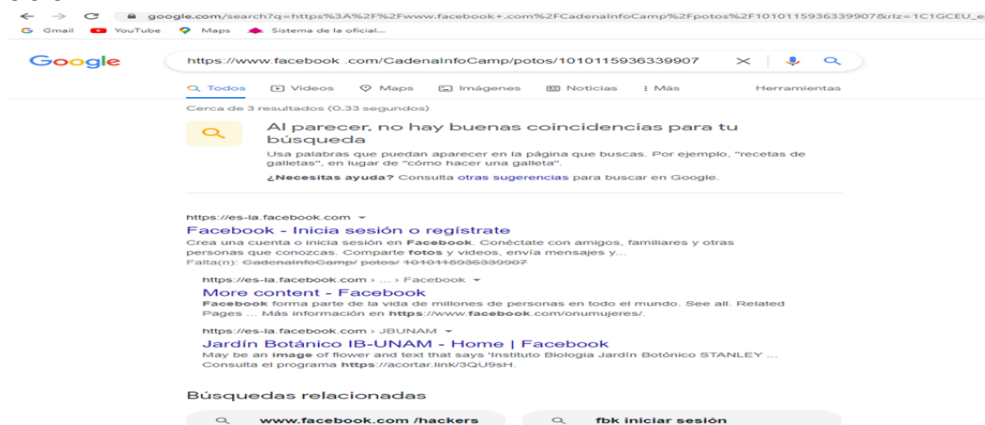 google.com/search?q=https%3A%2F%2Fwww.facebook+.com%2FCadenaInfoCamp%2Fpotos%2F1010115936339907&rlz=1C1GCEU_e
Gmail YouTube Maps Sistema de la oficial...
Google https://www.facebook .com/CadenaInfoCamp/potos/1010115936339907
Todos Videos Maps Imágenes Noticias Más Herramientas
Cerca de 3 resultados (0.33 segundos)
Al parecer, no hay buenas coincidencias para tu
búsqueda
Usa palabras que puedan aparecer en la página que buscas. Por ejemplo, "recetas de
galletas", en lugar de "cómo hacer una galleta".
¿Necesitas ayuda? Consulta otras sugerencias para buscar en Google.
https://es-la.facebook.com
Facebook - Inicia sesión o regístrate
Crea una cuenta o inicia sesión en Facebook. Conéctate con amigos, familiares y otras
personas que conozcas. Comparte fotos y videos, envía mensajes y...
Falta(n): CadenaInfoCamp/ potos/ 1010115936339907
https://es-la.facebook.com › ... › Facebook
More content - Facebook
Facebook forma parte de la vida de millones de personas en todo el mundo. See all. Related
Pages ... Más información en https://www.facebook.com/onumujeres/.
https://es-la.facebook.com › JBUNAM
Jardín Botánico IB-UNAM - Home | Facebook
May be an image of flower and text that says 'Instituto Biologia Jardín Botónico STANLEY ...
Consulta el programa https://acortar.link/3QU9sH.
Búsquedas relacionadas
www.facebook.com /hackers fbk iniciar sesión